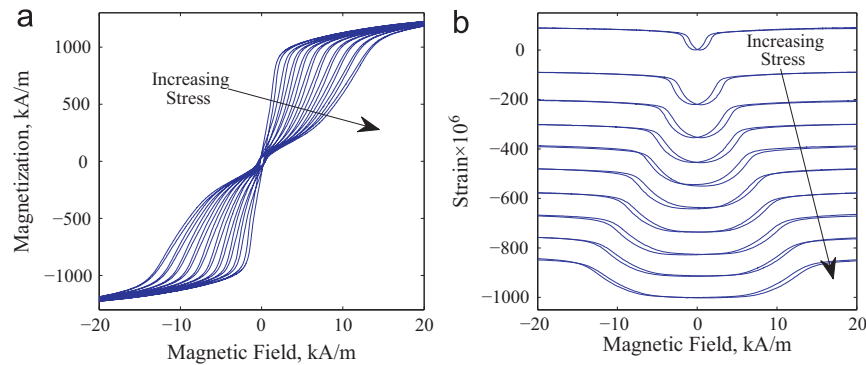 a
1000
500
0
−500
−1000
−20
−10
0
10
20
Magnetization, kA/m
Magnetic Field, kA/m
Increasing
Stress
b
0
−200
−400
−600
−800
−1000
−20
−10
0
10
20
Strain×10⁶
Magnetic Field, kA/m
Increasing
Stress